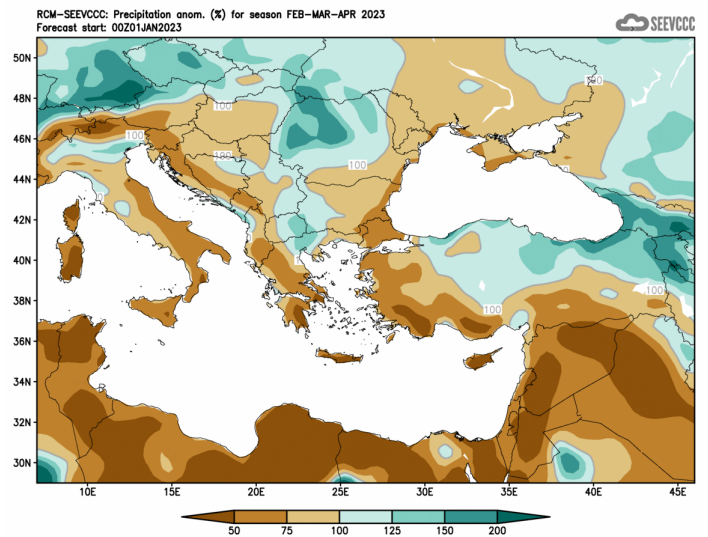 RCM-SEEVCCC: Precipitation anom. (%) for season FEB-MAR-APR 2023
Forecast start: 00Z01JAN2023
SEEVCCC
50N
48N
46N
44N
42N
40N
38N
36N
34N
32N
30N
100
100
100
100
100
100
10E
15E
20E
25E
30E
35E
40E
45E
50
75
100
125
150
200